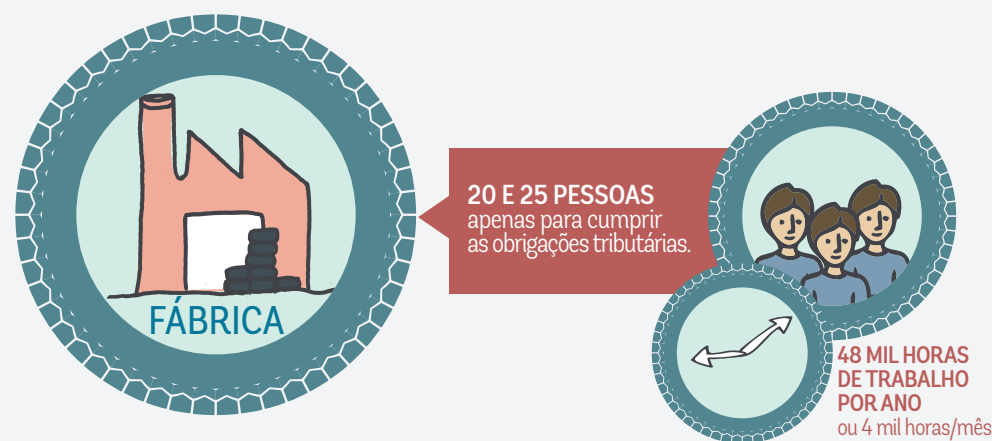 FÁBRICA
20 E 25 PESSOAS
apenas para cumprir
as obrigações tributárias.
48 MIL HORAS
DE TRABALHO
POR ANO
ou 4 mil horas/mês